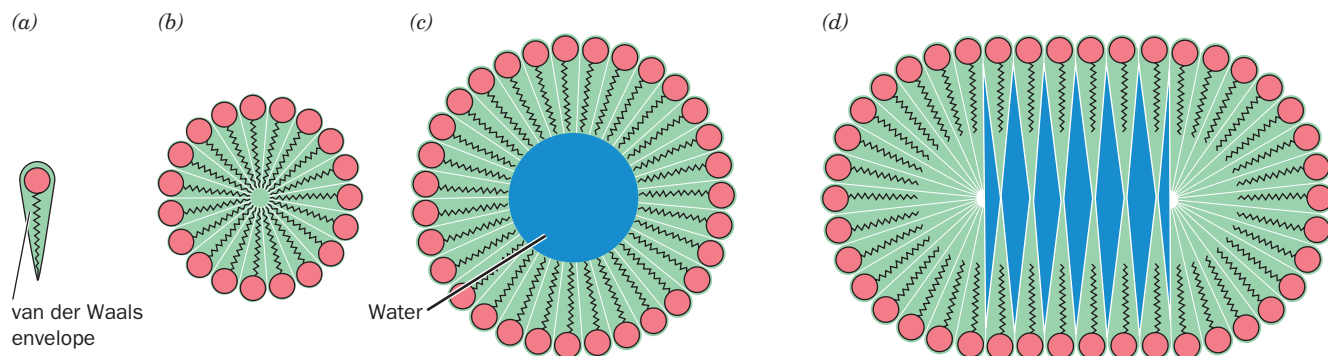 (a)
(b)
(c)
(d)
van der Waals
envelope
Water